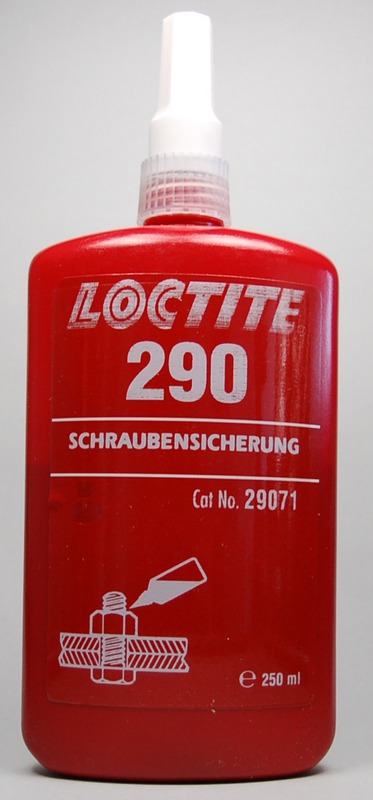 LOCTITE
290
SCHRAUBENSICHERUNG
Cat No. 29071
℮ 250 ml